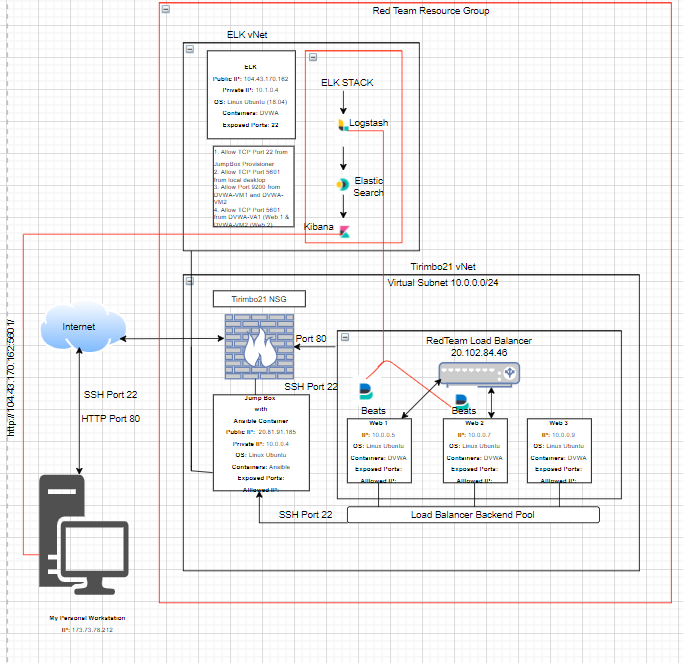 Red Team Resource Group
ELK vNet
ELK
Public IP: 104.43.170.162
Private IP: 10.1.0.4
OS: Linux Ubuntu (18.04)
Containers: DVWA
Exposed Ports: 22
1. Allow TCP Port 22 from
JumpBox Provisioner
2. Allow TCP Port 5601
from local desktop
3. Allow Port 9200 from
DVWA-VM1 and DVWA-
VM2
4. Allow TCP Port 5601
from DVWA-VA1 (Web 1 &
DVWA-VM2 (Web 2)
ELK STACK
Logstash
Elastic
Search
Kibana
Tirimbo21 vNet
Virtual Subnet 10.0.0.0/24
Tirimbo21 NSG
Internet
Port 80
RedTeam Load Balancer
20.102.84.46
SSH Port 22
SSH Port 22
HTTP Port 80
http://104.43.170.162:5601/
Jump Box
with
Ansible Container
Public IP: 20.81.91.185
Private IP: 10.0.0.4
OS: Linux Ubuntu
Containers: Ansible
Exposed Ports:
Alllowed IP:
Beats
Beats
Web 1
IP: 10.0.0.5
OS: Linux Ubuntu
Containers: DVWA
Exposed Ports:
Alllowed IP:
Web 2
IP: 10.0.0.7
OS: Linux Ubuntu
Containers: DVWA
Exposed Ports:
Alllowed IP:
Web 3
IP: 10.0.0.9
OS: Linux Ubuntu
Containers: DVWA
Exposed Ports:
Alllowed IP:
SSH Port 22
Load Balancer Backend Pool
My Personal Workstation
IP: 173.73.78.212